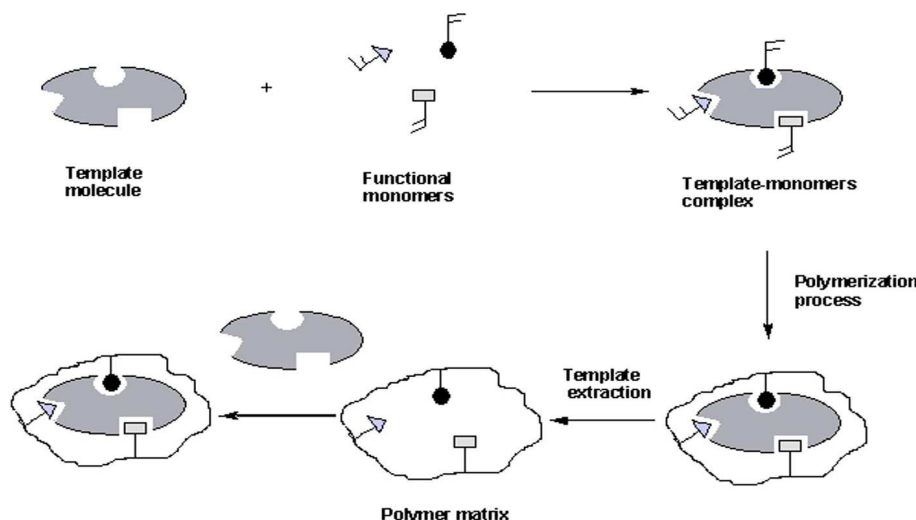 +
Template
molecule
Functional
monomers
Template-monomers
complex
Polymerization
process
Template
extraction
Polymer matrix